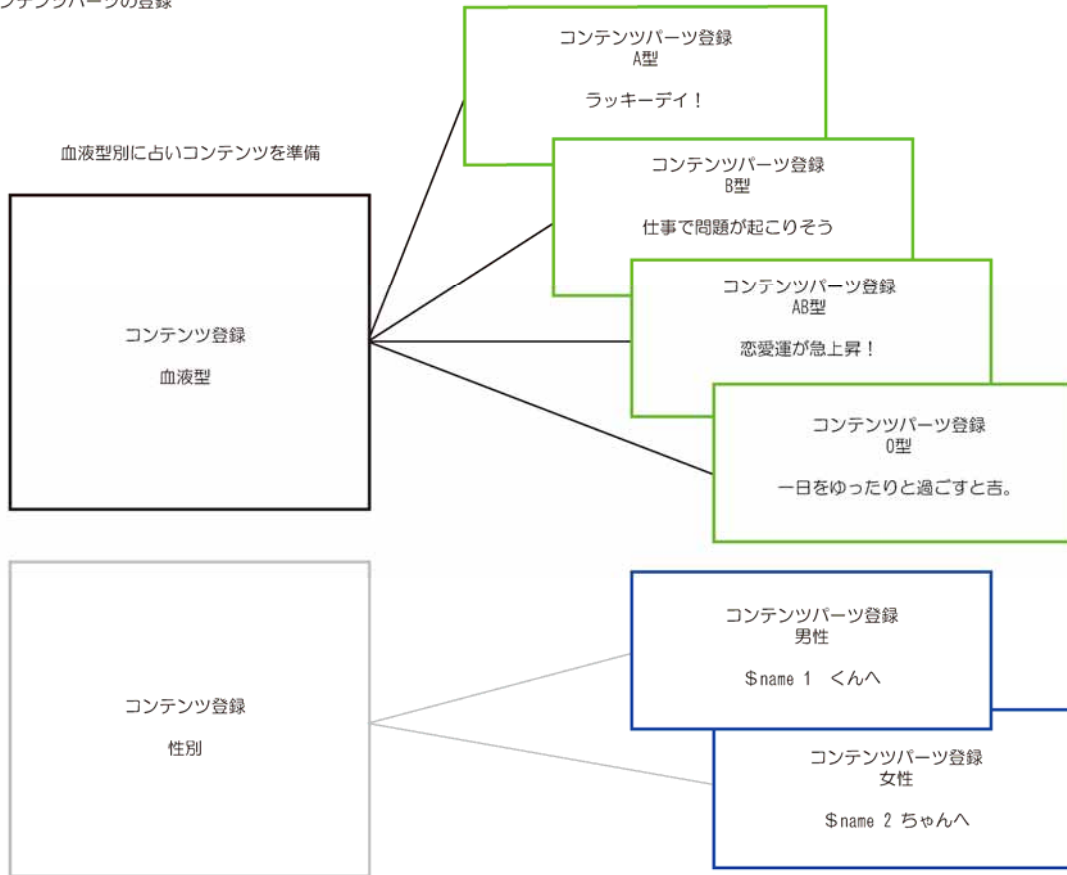 ンテンツパーツの登録
コンテンツパーツ登録
A型
ラッキーデイ！
血液型別に占いコンテンツを準備
コンテンツパーツ登録
B型
仕事で問題が起こりそう
コンテンツ登録
血液型
コンテンツパーツ登録
AB型
恋愛運が急上昇！
コンテンツパーツ登録
O型
一日をゆったりと過ごすと吉。
コンテンツ登録
性別
コンテンツパーツ登録
男性
$name 1　くんへ
コンテンツパーツ登録
女性
$name 2 ちゃんへ